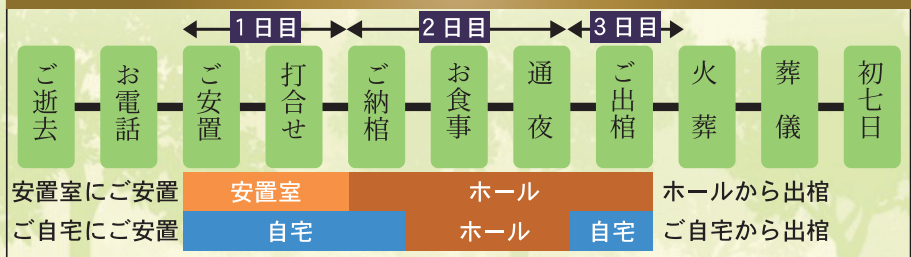 1日目 2日目 3日目
ご逝去
お電話
ご安置
打合せ
ご納棺
お食事
通夜
ご出棺
火葬
葬儀
初七日
安置室にご安置 安置室 ホール ホールから出棺
ご自宅にご安置 自宅 ホール 自宅 ご自宅から出棺